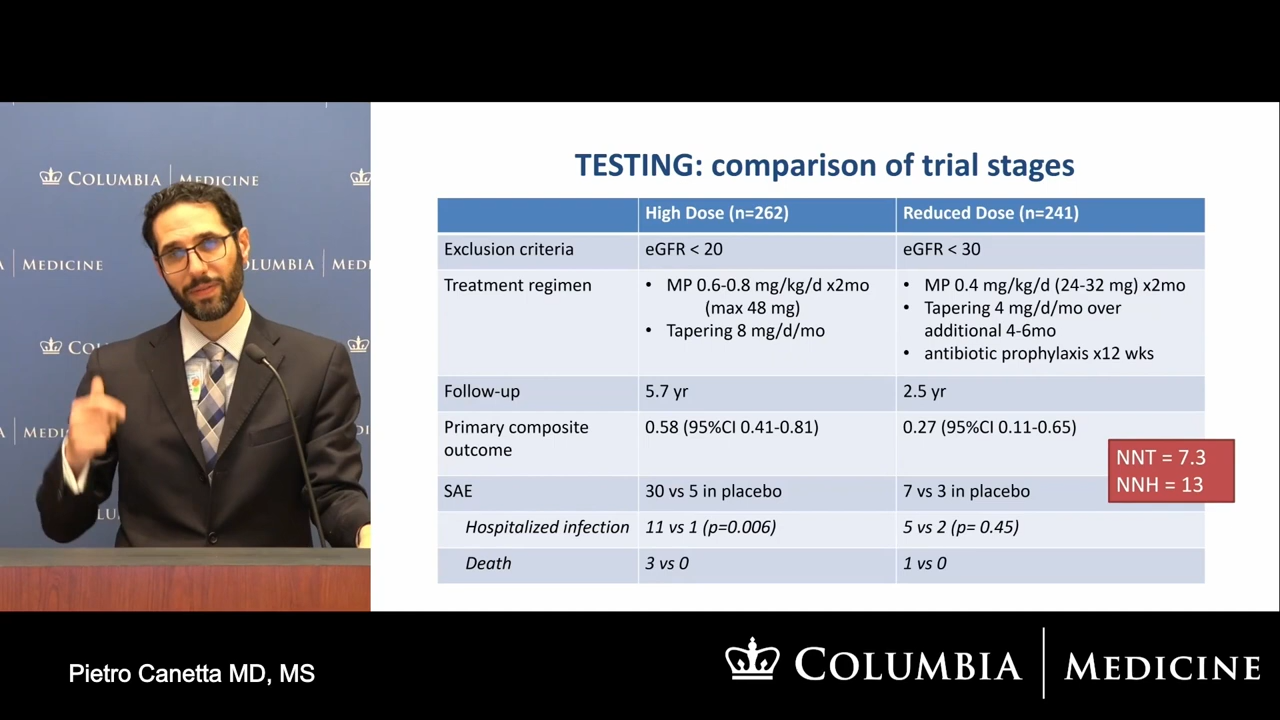 COLUMBIA MEDICINE
MEDICINE
COLUMBIA
MEDI
COLU
MEDI
LU
TESTING: comparison of trial stages
High Dose (n=262)
Reduced Dose (n=241)
Exclusion criteria
eGFR < 20
eGFR < 30
Treatment regimen
• MP 0.6-0.8 mg/kg/d x2mo
(max 48 mg)
• Tapering 8 mg/d/mo
• MP 0.4 mg/kg/d (24-32 mg) x2mo
• Tapering 4 mg/d/mo over
additional 4-6mo
• antibiotic prophylaxis x12 wks
Follow-up
5.7 yr
2.5 yr
Primary composite
outcome
0.58 (95%CI 0.41-0.81)
0.27 (95%CI 0.11-0.65)
NNT = 7.3
NNH = 13
SAE
30 vs 5 in placebo
7 vs 3 in placebo
Hospitalized infection
11 vs 1 (p=0.006)
5 vs 2 (p= 0.45)
Death
3 vs 0
1 vs 0
Pietro Canetta MD, MS
COLUMBIA MEDICINE